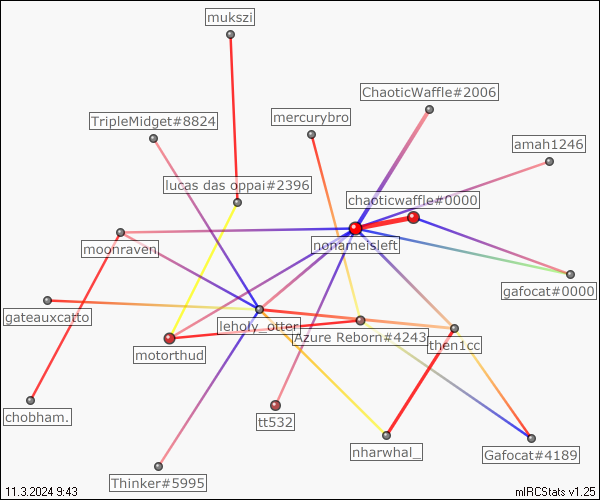 mukszi
ChaoticWaffle#2006
TripleMidget#8824
mercurybro
amah1246
lucas das oppai#2396
chaoticwaffle#0000
moonraven
nonameisleft
gafocat#0000
gateauxcatto
leholy_otter
Azure Reborn#4243
then1cc
motorthud
chobham.
tt532
nharwhal_
Gafocat#4189
Thinker#5995
11.3.2024 9:43
mIRCStats v1.25